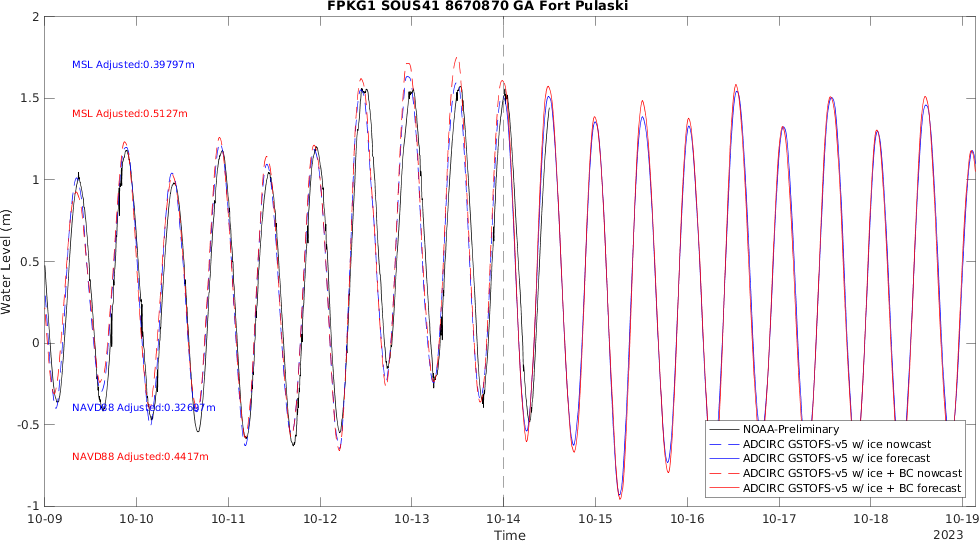 FPKG1 SOUS41 8670870 GA Fort Pulaski
Water Level (m)
2
1.5
1
0.5
0
-0.5
-1
MSL Adjusted:0.39797m
MSL Adjusted:0.5127m
NAVD88 Adjusted:0.32697m
NAVD88 Adjusted:0.4417m
NOAA-Preliminary
ADCIRC GSTOFS-v5 w/ ice nowcast
ADCIRC GSTOFS-v5 w/ ice forecast
ADCIRC GSTOFS-v5 w/ ice + BC nowcast
ADCIRC GSTOFS-v5 w/ ice + BC forecast
10-09 10-10 10-11 10-12 10-13 10-14 10-15 10-16 10-17 10-18 10-19
Time
2023